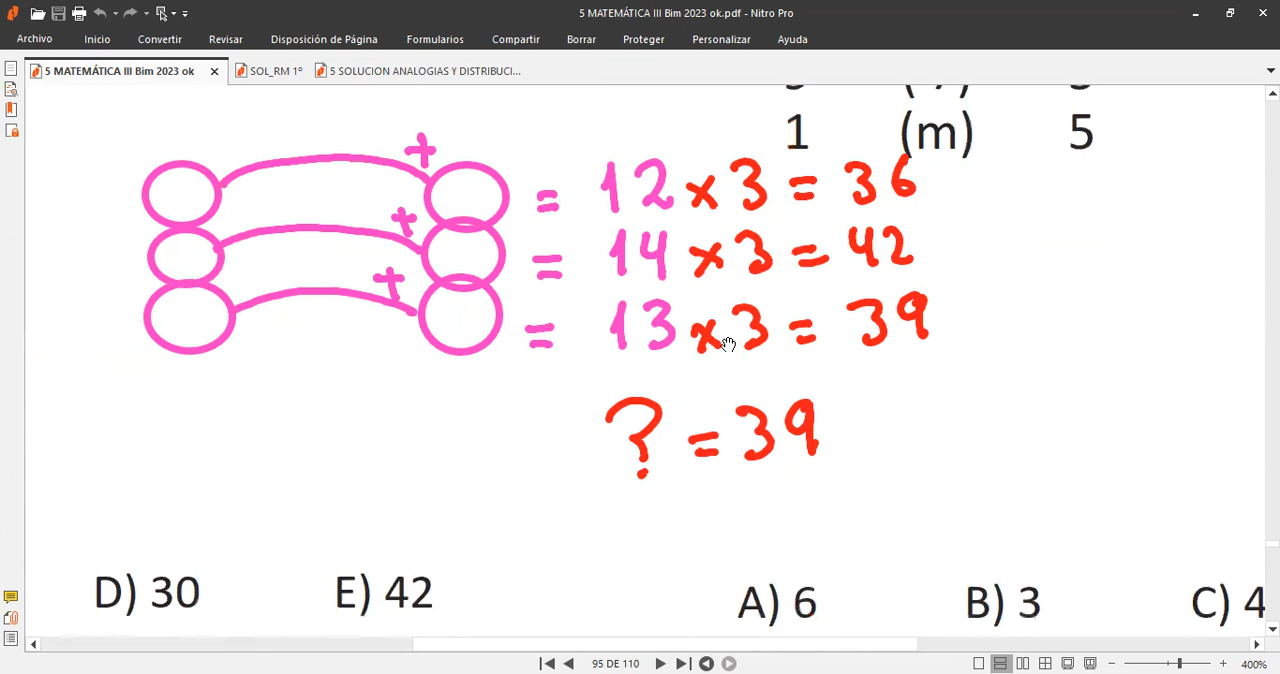 5 MATEMÁTICA III Bim 2023 ok.pdf - Nitro Pro
Archivo Inicio Convertir Revisar Disposición de Página Formularios Compartir Borrar Proteger Personalizar Ayuda
5 MATEMÁTICA III Bim 2023 ok SOL_RM 1º 5 SOLUCION ANALOGIAS Y DISTRIBUCI...
1 (m) 5
+ = 12 x 3 = 36
+ = 14 x 3 = 42
+ = 13 x 3 = 39
? = 39
D) 30 E) 42 A) 6 B) 3 C) 4
95 DE 110 400%